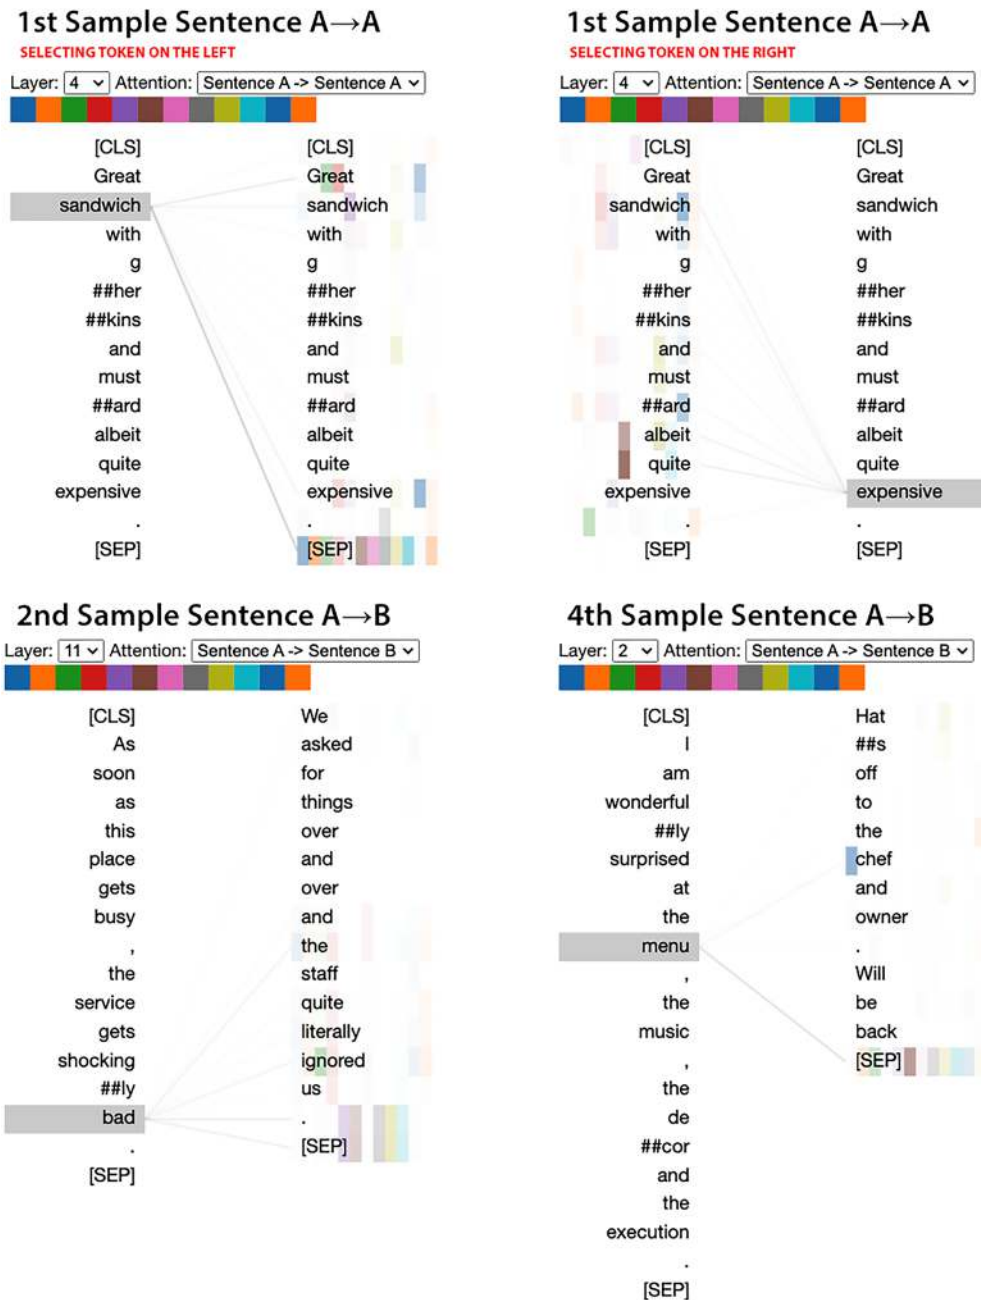 1st Sample Sentence A→A
SELECTING TOKEN ON THE LEFT
Layer: 4 Attention: Sentence A -> Sentence A
[CLS] [CLS]
Great Great
sandwich sandwich
with with
g g
##her ##her
##kins ##kins
and and
must must
##ard ##ard
albeit albeit
quite quite
expensive expensive
. .
[SEP] [SEP]
1st Sample Sentence A→A
SELECTING TOKEN ON THE RIGHT
Layer: 4 Attention: Sentence A -> Sentence A
[CLS] [CLS]
Great Great
sandwich sandwich
with with
g g
##her ##her
##kins ##kins
and and
must must
##ard ##ard
albeit albeit
quite quite
expensive expensive
. .
[SEP] [SEP]
2nd Sample Sentence A→B
Layer: 11 Attention: Sentence A -> Sentence B
[CLS] We
As asked
soon for
as things
this over
place and
gets over
busy and
, the
the staff
service quite
gets literally
shocking ignored
##ly us
bad .
. [SEP]
[SEP]
4th Sample Sentence A→B
Layer: 2 Attention: Sentence A -> Sentence B
[CLS] Hat
I ##s
am off
wonderful to
##ly the
surprised chef
at and
the owner
menu .
, Will
the be
music back
, [SEP]
the
de
##cor
and
the
execution
.
[SEP]